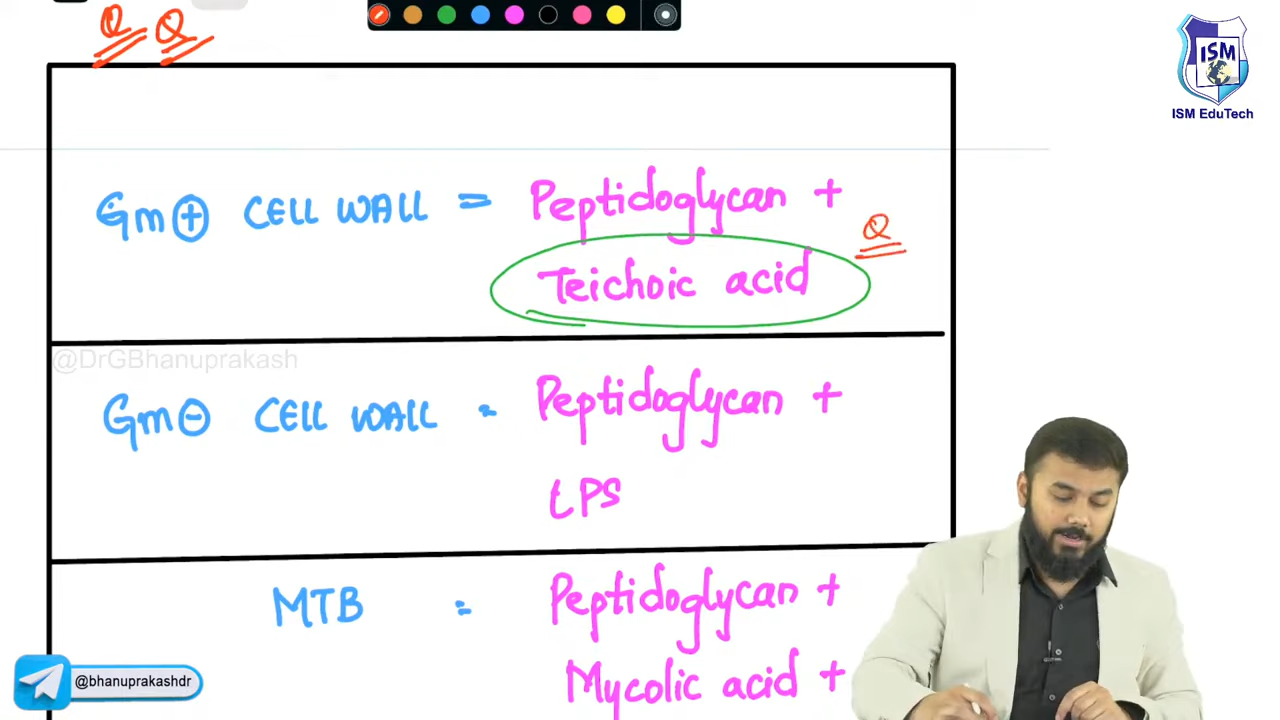 Q Q
ISM
ISM EduTech
Gm⊕ CELL WALL = Peptidoglycan +
Teichoic acid
Q
@DrGBhanuprakash
Gm⊖ CELL WALL = Peptidoglycan +
LPS
MTB = Peptidoglycan +
Mycolic acid +
@bhanuprakashdr